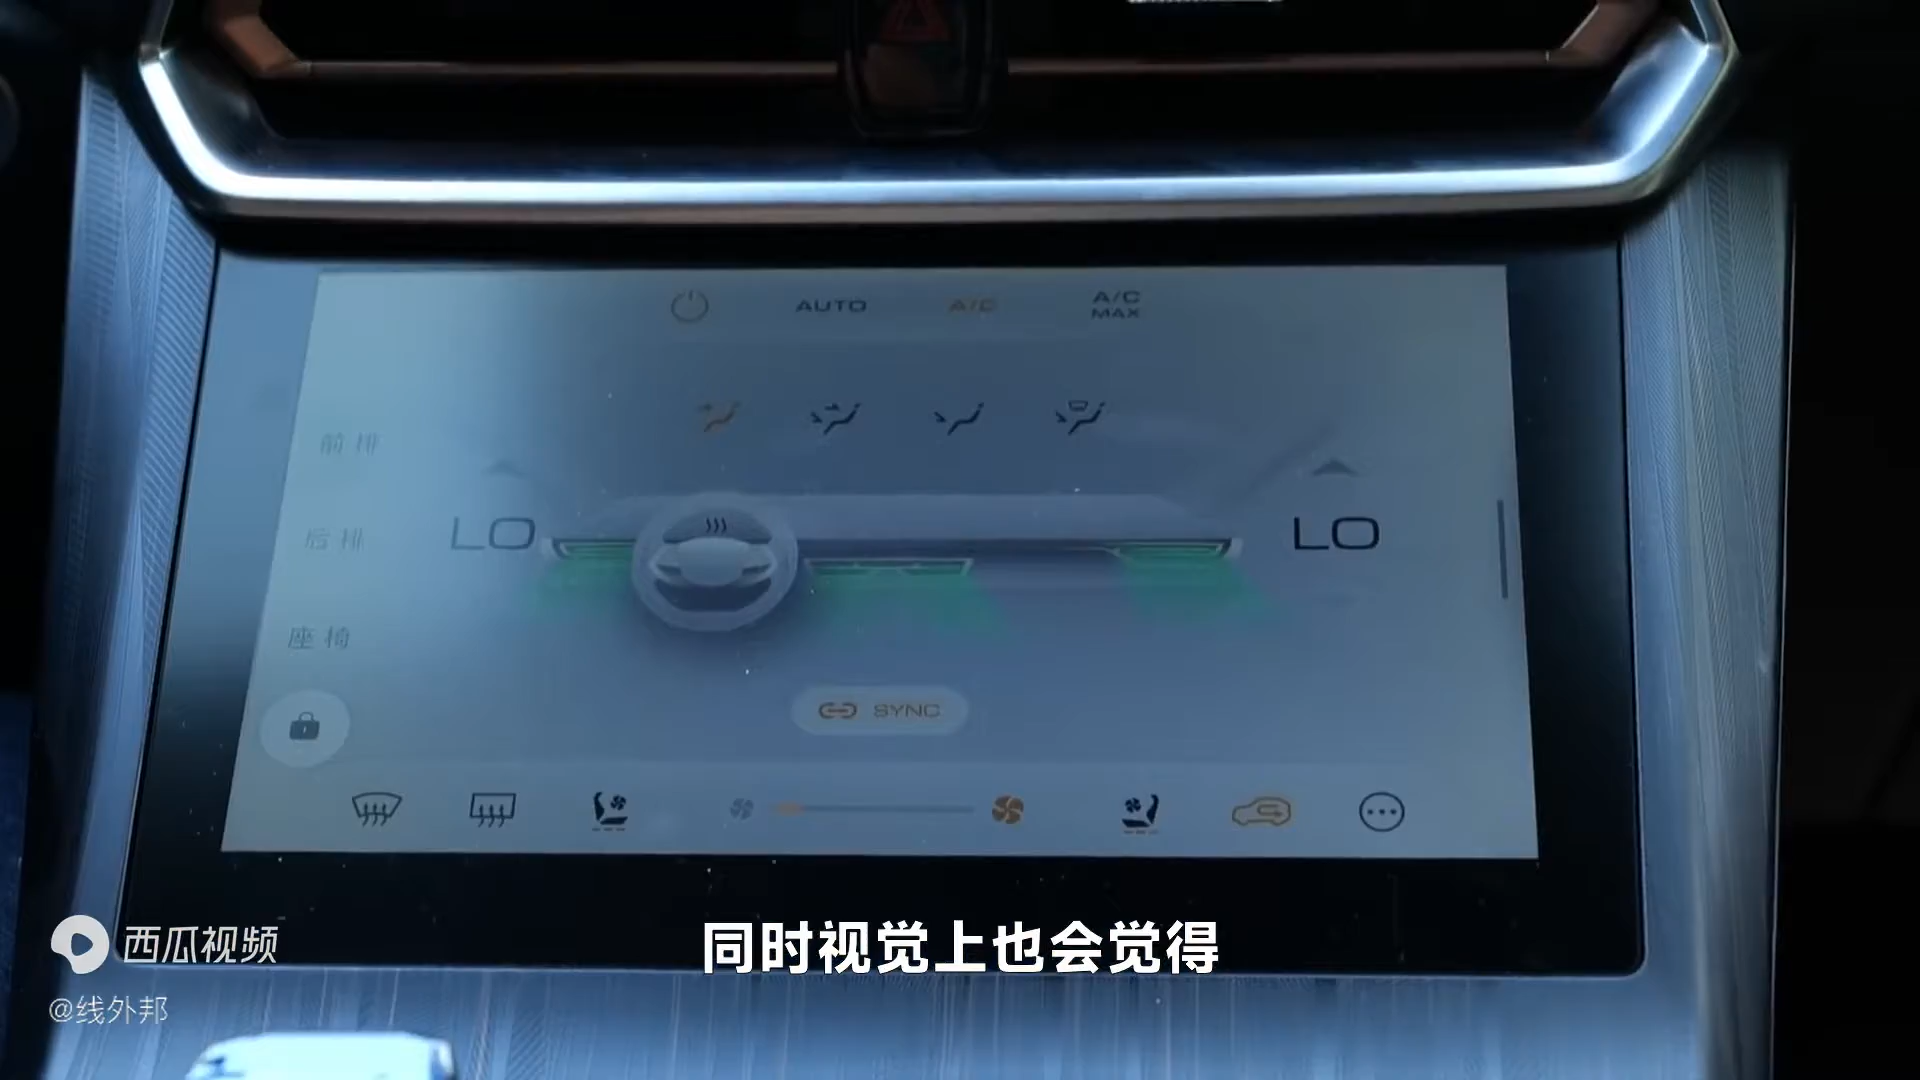 AUTO
A/C
A/C
MAX
前排
LO
LO
后排
座椅
SYNC
西瓜视频
同时视觉上也会觉得
@线外邦